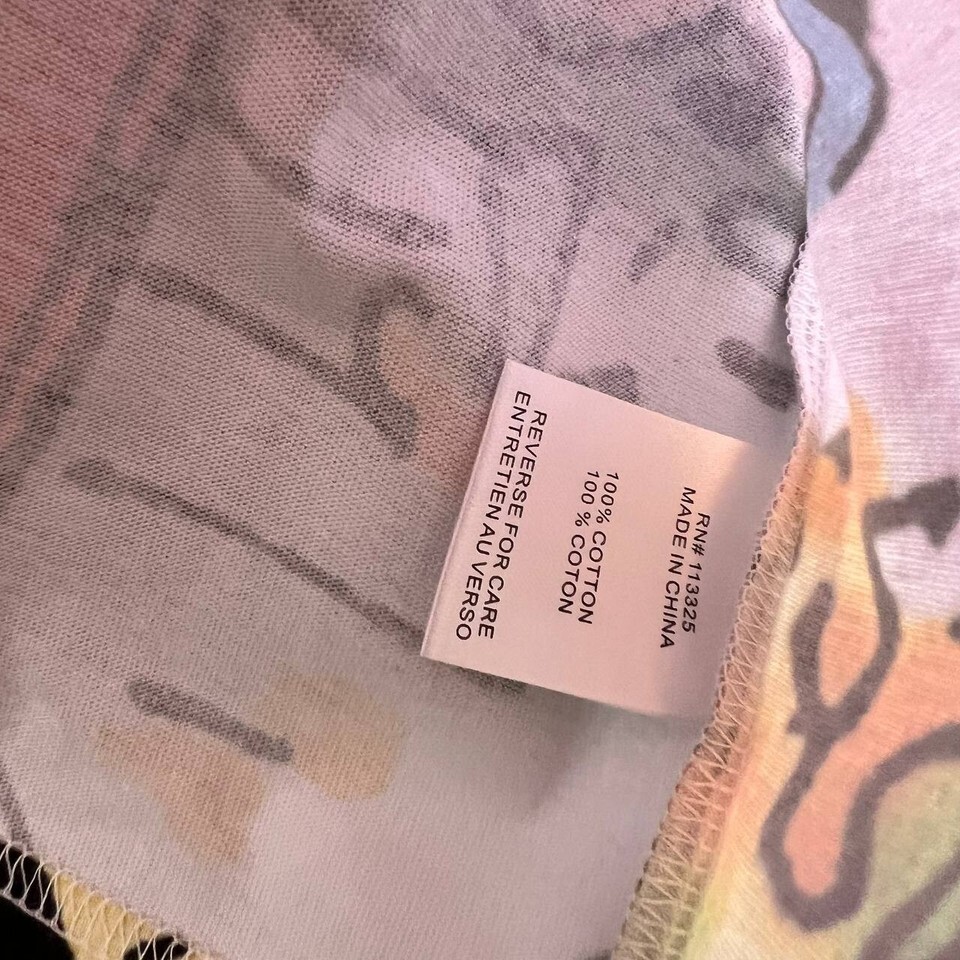 RN# 113325
MADE IN CHINA
100% COTTON
100 % COTON
REVERSE FOR CARE
ENTRETIEN AU VERSO